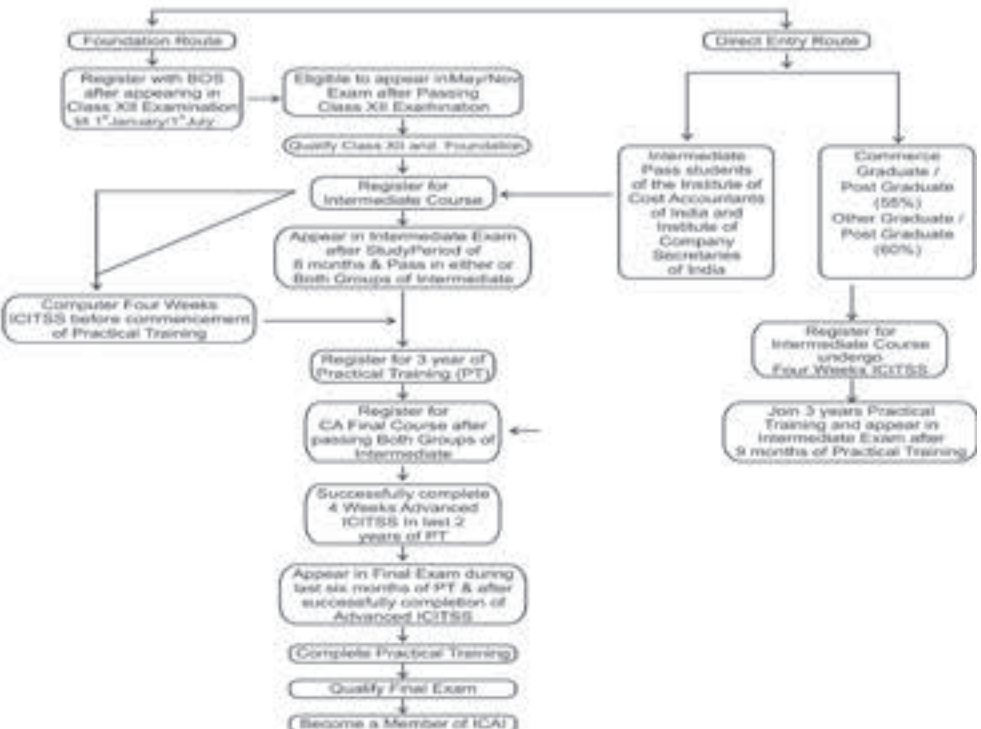 Foundation Route
Direct Entry Route
Register with BOS
after appearing in
Class XII Examination
till 1st January/1st July
Eligible to appear in May/Nov
Exam after Passing
Class XII Examination
Qualify Class XII and Foundation
Register for
Intermediate Course
Intermediate
Pass students
of the Institute of
Cost Accountants
of India and
Institute of
Company
Secretaries
of India
Commerce
Graduate /
Post Graduate
(55%)
Other Graduate /
Post Graduate
(60%)
Appear in Intermediate Exam
after Study Period of
8 months & Pass in either or
Both Groups of Intermediate
Computer Four Weeks
ICITSS before commencement
of Practical Training
Register for 3 year of
Practical Training (PT)
Register for
Intermediate Course
undergo
Four Weeks ICITSS
Register for
CA Final Course after
passing Both Groups of
Intermediate
Join 3 years Practical
Training and appear in
Intermediate Exam after
9 months of Practical Training
Successfully complete
4 Weeks Advanced
ICITSS In last 2
years of PT
Appear in Final Exam during
last six months of PT & after
successfully completion of
Advanced ICITSS
Complete Practical Training
Qualify Final Exam
Become a Member of ICAI